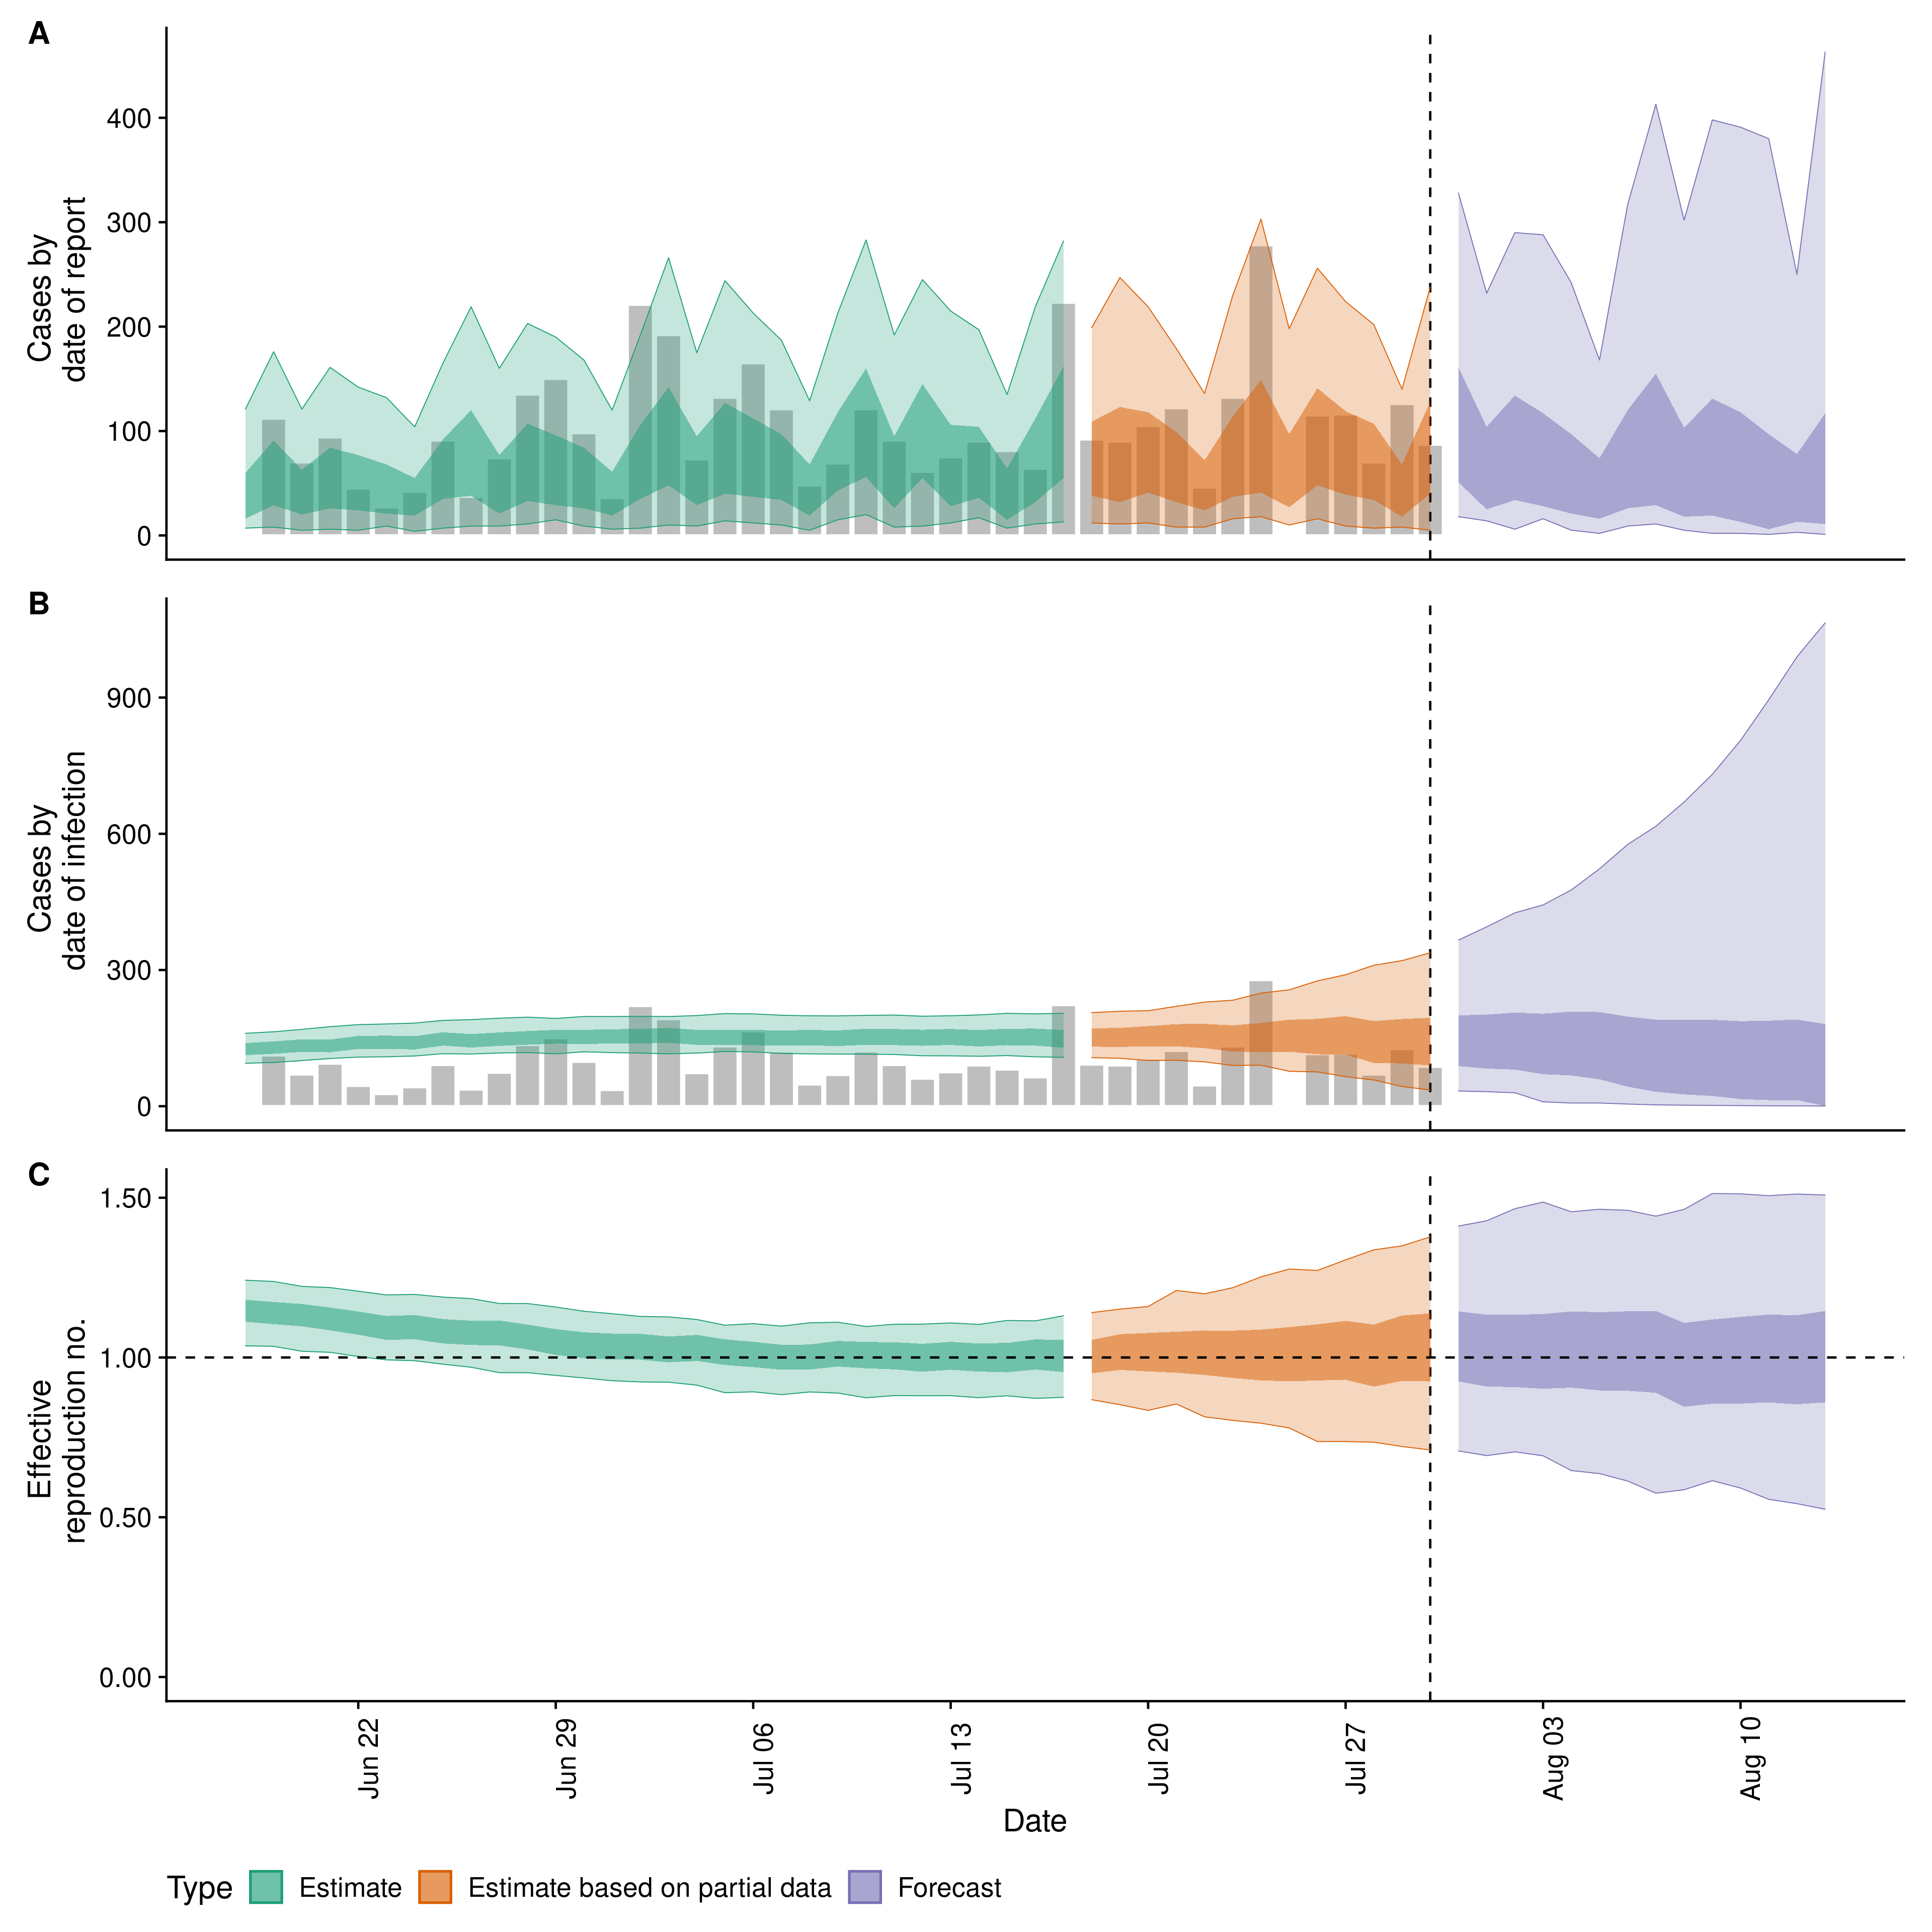 A
Cases by
date of report
400
300
200
100
0
B
Cases by
date of infection
900
600
300
0
C
Effective
reproduction no.
1.50
1.00
0.50
0.00
Jun 22
Jun 29
Jul 06
Jul 13
Jul 20
Jul 27
Aug 03
Aug 10
Date
Type Estimate Estimate based on partial data Forecast